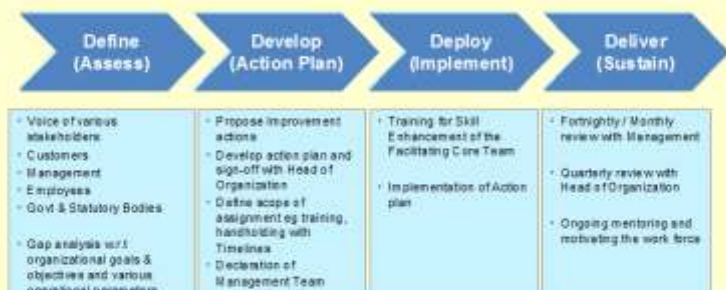 Define
(Assess)
Develop
(Action Plan)
Deploy
(Implement)
Deliver
(Sustain)
Voice of various
stakeholders:
Customers
Management
Employees
Govt & Statutory Bodies
Gap analysis w.r.t
organizational goals &
objectives and various
Propose Improvement
actions
Develop action plan and
sign-off with Head of
Organization
Define scope of
assignment eg training,
handholding with
Timelines
Declaration of
Management Team
Training for Skill
Enhancement of the
Facilitating Core Team
Implementation of Action
plan
Fortnightly / Monthly
review with Management
Quarterly review with
Head of Organization
Ongoing mentoring and
motivating the work force